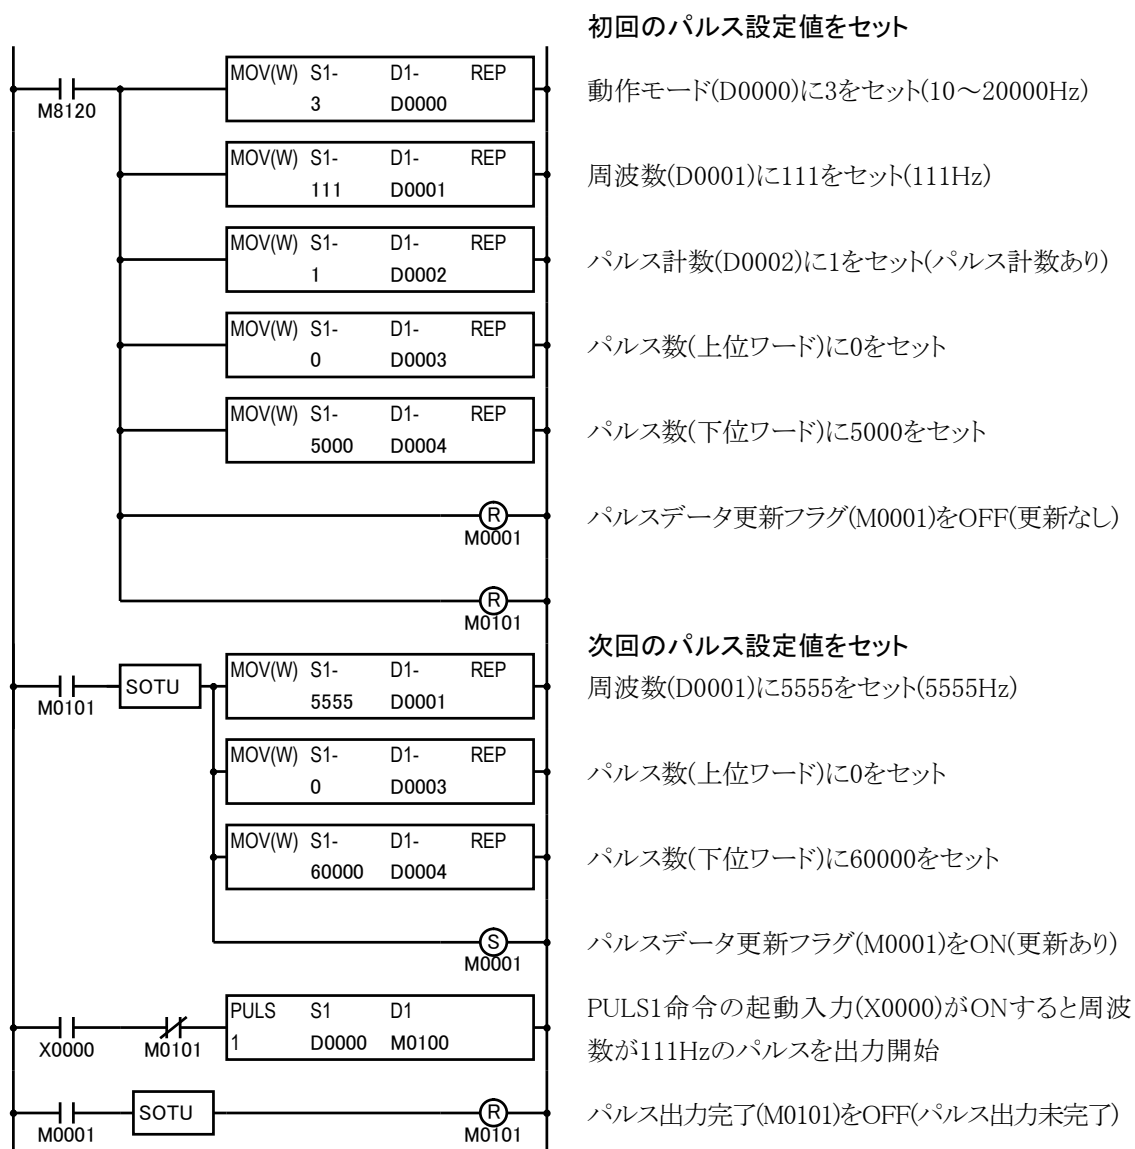 初回のパルス設定値をセット
MOV(W) S1- D1- REP
3 D0000
M8120
動作モード(D0000)に3をセット(10～20000Hz)
MOV(W) S1- D1- REP
111 D0001
周波数(D0001)に111をセット(111Hz)
MOV(W) S1- D1- REP
1 D0002
パルス計数(D0002)に1をセット(パルス計数あり)
MOV(W) S1- D1- REP
0 D0003
パルス数(上位ワード)に0をセット
MOV(W) S1- D1- REP
5000 D0004
パルス数(下位ワード)に5000をセット
R
M0001
パルスデータ更新フラグ(M0001)をOFF(更新なし)
R
M0101
次回のパルス設定値をセット
M0101
SOTU
MOV(W) S1- D1- REP
5555 D0001
周波数(D0001)に5555をセット(5555Hz)
MOV(W) S1- D1- REP
0 D0003
パルス数(上位ワード)に0をセット
MOV(W) S1- D1- REP
60000 D0004
パルス数(下位ワード)に60000をセット
S
M0001
パルスデータ更新フラグ(M0001)をON(更新あり)
X0000 M0101
PULS S1 D1
1 D0000 M0100
PULS1命令の起動入力(X0000)がONすると周波
数が111Hzのパルスを出力開始
M0001
SOTU
R
M0101
パルス出力完了(M0101)をOFF(パルス出力未完了)